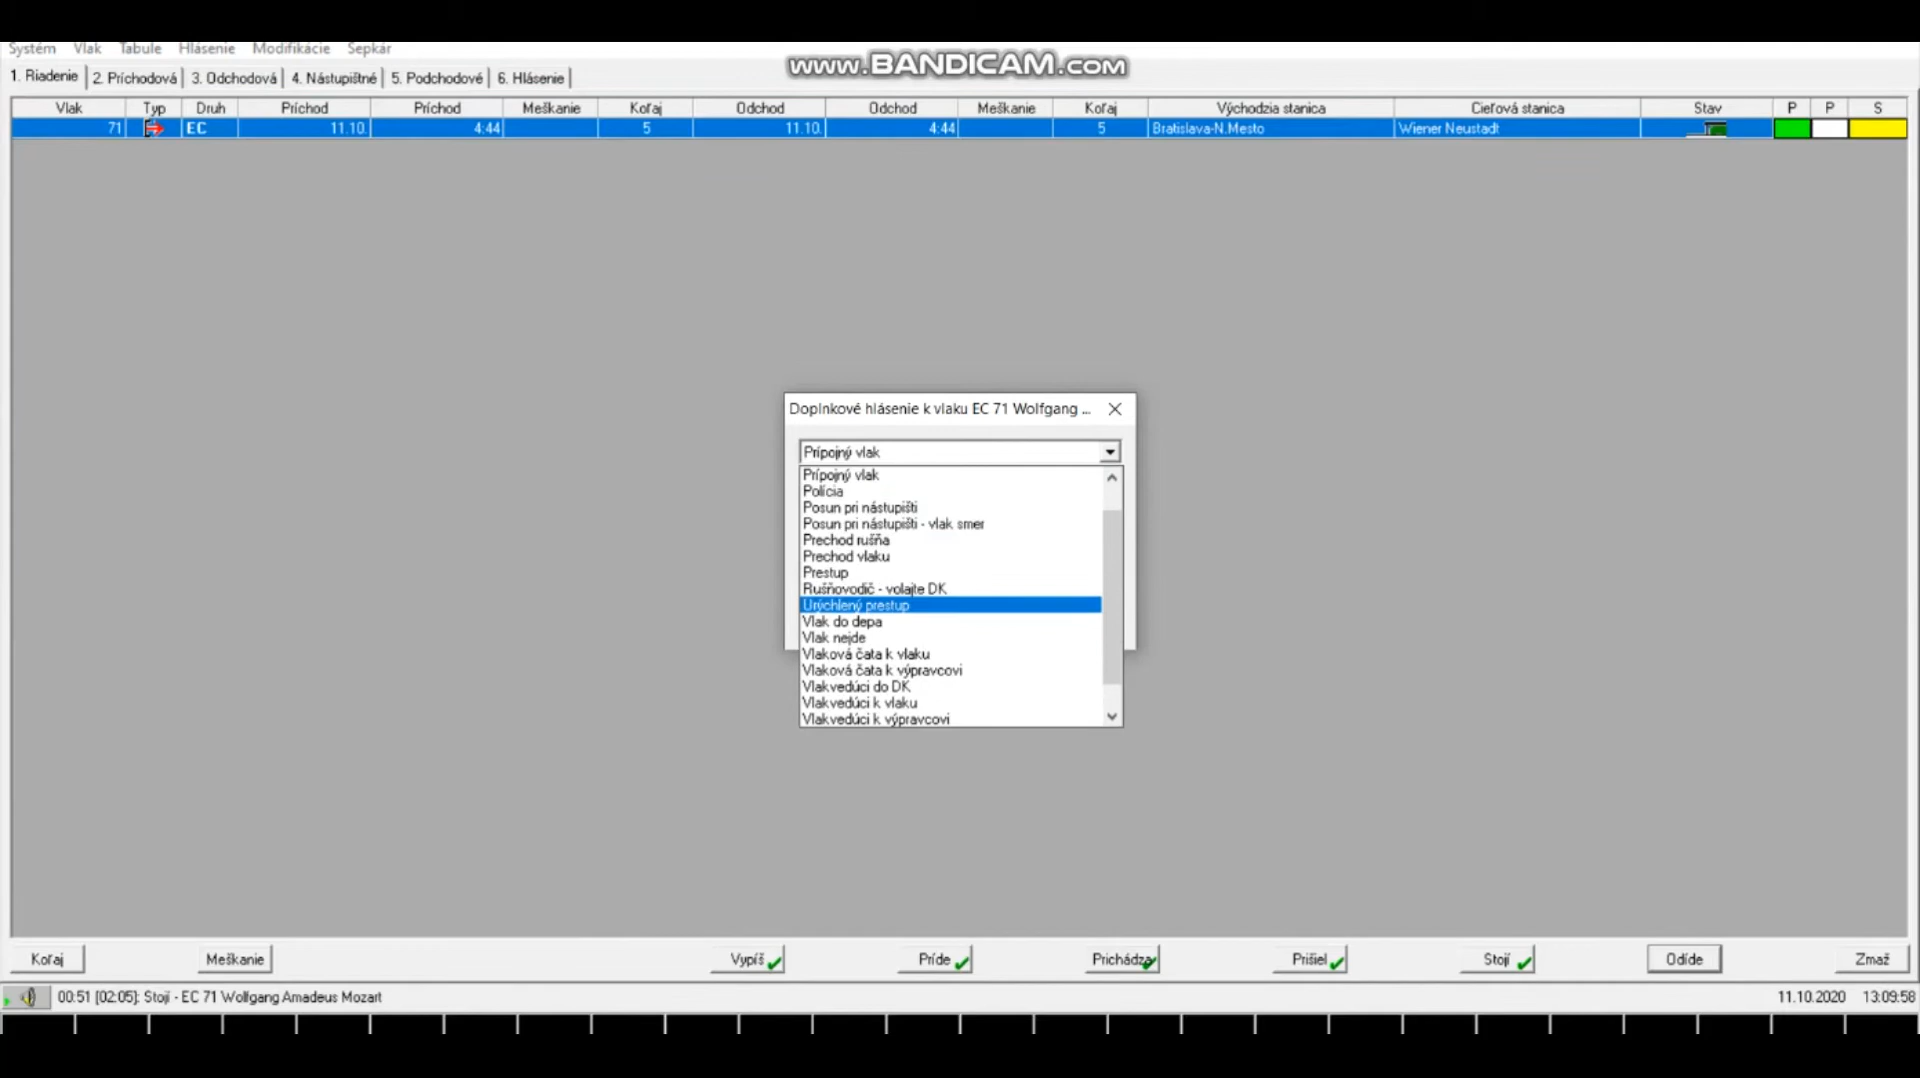 Systém Vlak Tabule Hlásenie Modifikácie Šepkár
www.BANDICAM.com
1. Riadenie 2. Príchodová 3. Odchodová 4. Nástupištné 5. Podchodové 6. Hlásenie
Vlak Typ Druh Príchod Príchod Meškanie Koľaj Odchod Odchod Meškanie Koľaj Východzia stanica Cieľová stanica Stav P P S
71 EC 11.10. 4:44 5 11.10. 4:44 5 Bratislava-N.Mesto Wiener Neustadt
Doplnkové hlásenie k vlaku EC 71 Wolfgang ...
Prípojný vlak
Prípojný vlak
Polícia
Posun pri nástupišti
Posun pri nástupišti - vlak smer
Prechod rušňa
Prechod vlaku
Prestup
Rušňovodič - volajte DK
Urýchlený prestup
Vlak do depa
Vlak nejde
Vlaková čata k vlaku
Vlaková čata k výpravcovi
Vlakvedúci do DK
Vlakvedúci k vlaku
Vlakvedúci k výpravcovi
Koľaj Meškanie Vypíš Príde Prichádza Prišiel Stojí Odíde Zmaž
00:51 [02:05]: Stojí - EC 71 Wolfgang Amadeus Mozart 11.10.2020 13:09:58